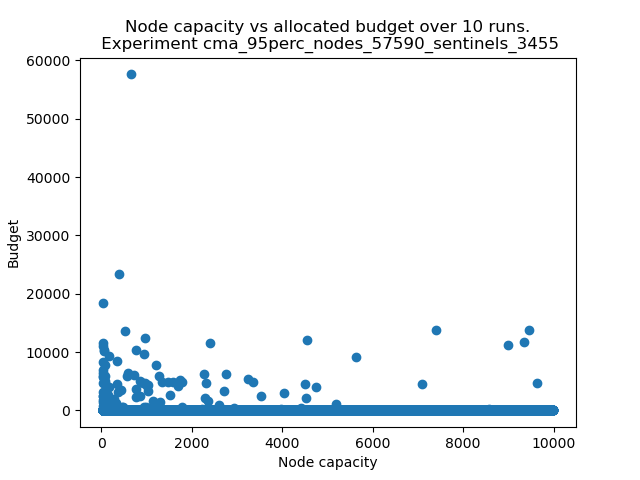 Node capacity vs allocated budget over 10 runs.
Experiment cma_95perc_nodes_57590_sentinels_3455
60000
50000
40000
30000
20000
10000
0
Budget
0 2000 4000 6000 8000 10000
Node capacity